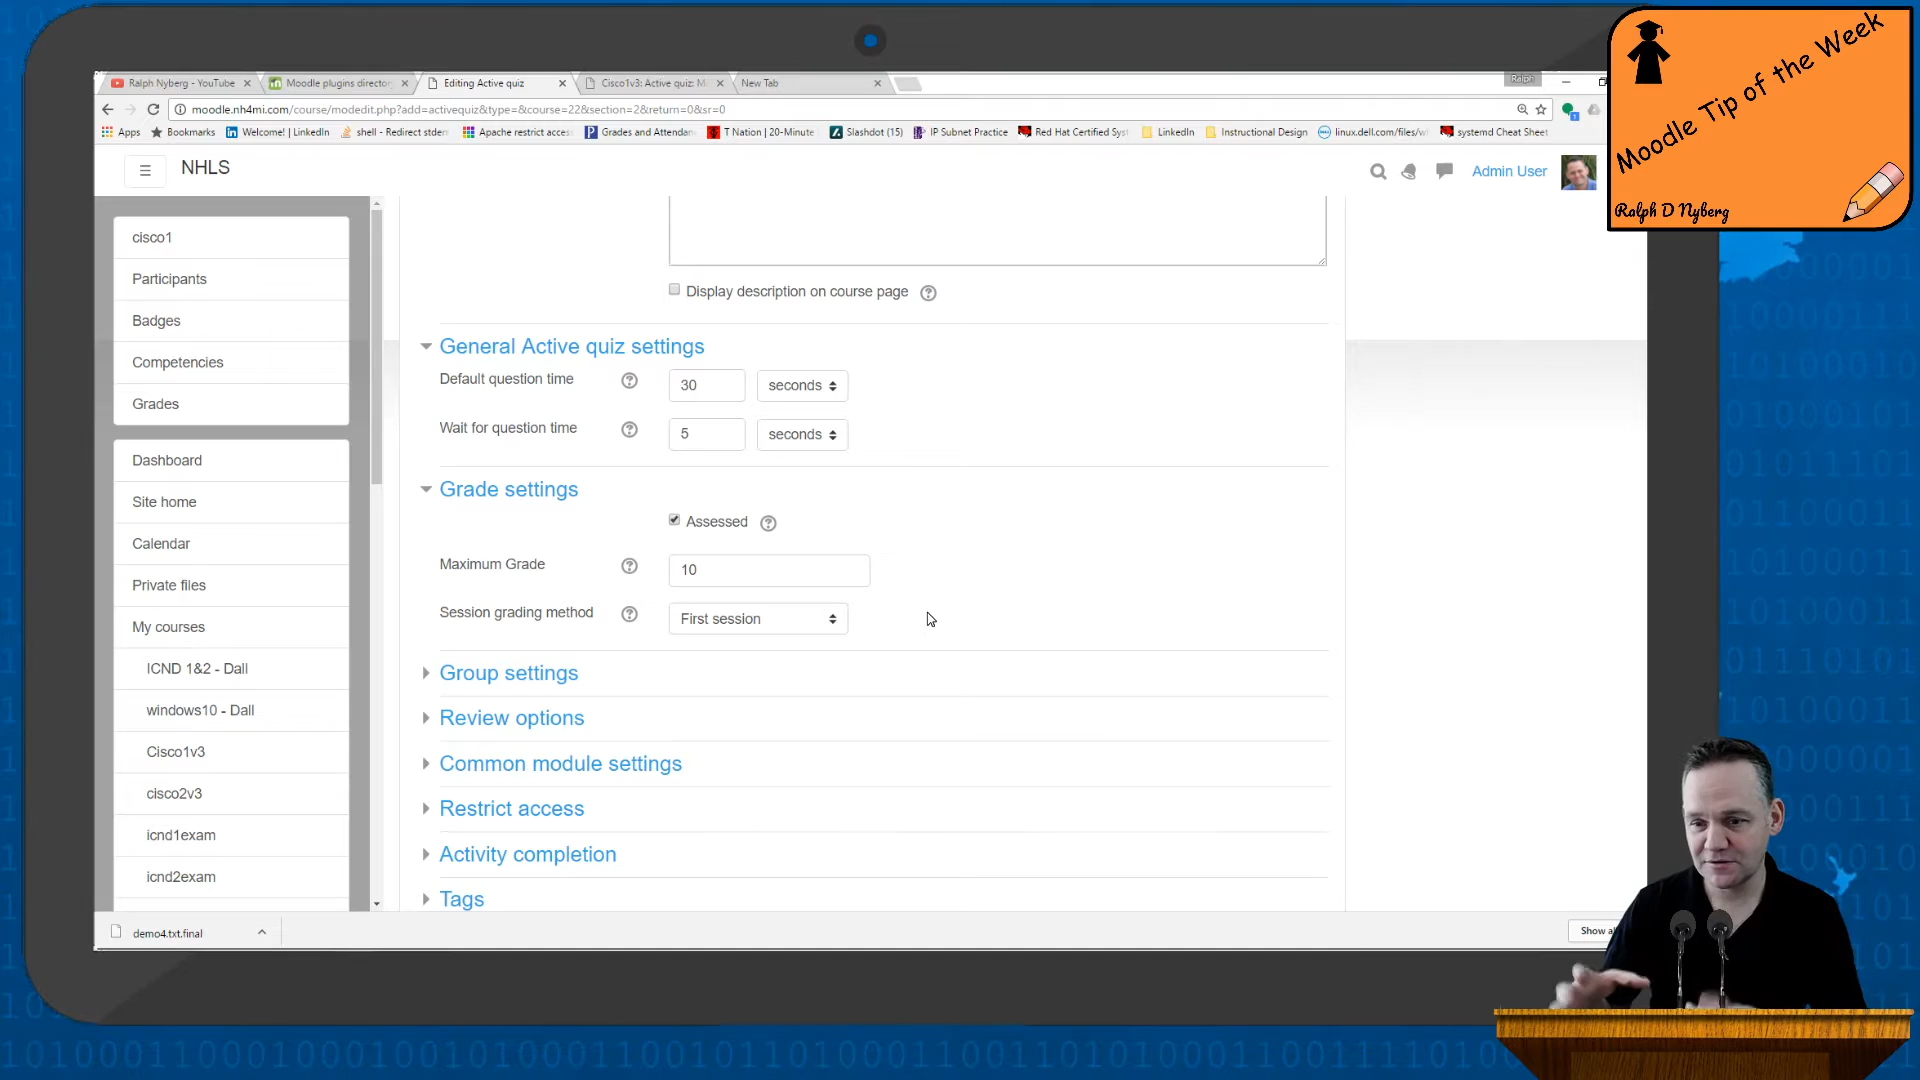 Moodle Tip of the Week
Ralph D Nyberg
Ralph Nyberg - YouTube
Moodle plugins director
Editing Active quiz
Cisco1v3: Active quiz: M
New Tab
Ralph
moodle.nh4mi.com/course/modedit.php?add=activequiz&type=&course=22&section=2&return=0&sr=0
Apps
Bookmarks
Welcome! | LinkedIn
shell - Redirect stderr
Apache restrict access
Grades and Attendan
T Nation | 20-Minute
Slashdot (15)
IP Subnet Practice
Red Hat Certified Sys
LinkedIn
Instructional Design
linux.dell.com/files/w
systemd Cheat Sheet
NHLS
Admin User
cisco1
Participants
Badges
Competencies
Grades
Dashboard
Site home
Calendar
Private files
My courses
ICND 1&2 - Dall
windows10 - Dall
Cisco1v3
cisco2v3
icnd1exam
icnd2exam
Display description on course page
General Active quiz settings
Default question time
30
seconds
Wait for question time
5
seconds
Grade settings
Assessed
Maximum Grade
10
Session grading method
First session
Group settings
Review options
Common module settings
Restrict access
Activity completion
Tags
demo4.txt.final
Show al